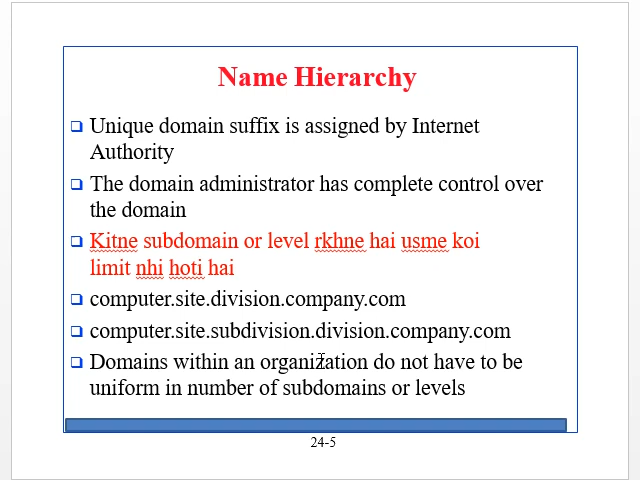 Name Hierarchy
Unique domain suffix is assigned by Internet
Authority
The domain administrator has complete control over
the domain
Kitne subdomain or level rkhne hai usme koi
limit nhi hoti hai
computer.site.division.company.com
computer.site.subdivision.division.company.com
Domains within an organization do not have to be
uniform in number of subdomains or levels
24-5